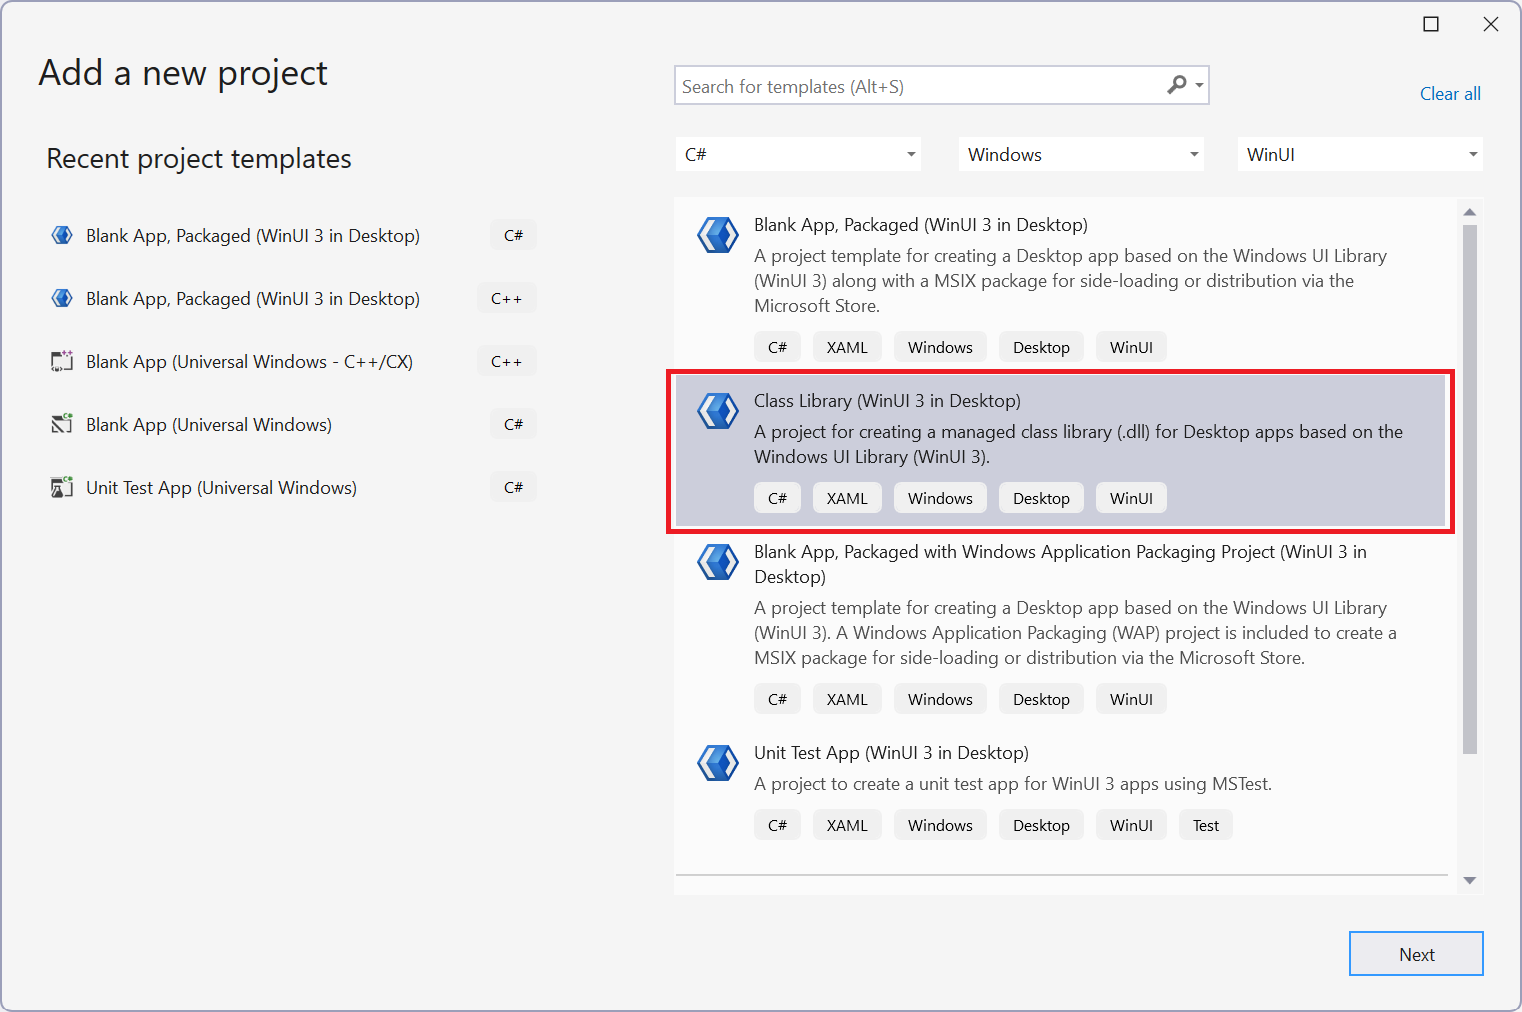 Add a new project
Search for templates (Alt+S)
Clear all
Recent project templates
C#
Windows
WinUI
Blank App, Packaged (WinUI 3 in Desktop)
C#
Blank App, Packaged (WinUI 3 in Desktop)
C++
Blank App (Universal Windows - C++/CX)
C++
Blank App (Universal Windows)
C#
Unit Test App (Universal Windows)
C#
Blank App, Packaged (WinUI 3 in Desktop)
A project template for creating a Desktop app based on the Windows UI Library
(WinUI 3) along with a MSIX package for side-loading or distribution via the
Microsoft Store.
C# XAML Windows Desktop WinUI
Class Library (WinUI 3 in Desktop)
A project for creating a managed class library (.dll) for Desktop apps based on the
Windows UI Library (WinUI 3).
C# XAML Windows Desktop WinUI
Blank App, Packaged with Windows Application Packaging Project (WinUI 3 in
Desktop)
A project template for creating a Desktop app based on the Windows UI Library
(WinUI 3). A Windows Application Packaging (WAP) project is included to create a
MSIX package for side-loading or distribution via the Microsoft Store.
C# XAML Windows Desktop WinUI
Unit Test App (WinUI 3 in Desktop)
A project to create a unit test app for WinUI 3 apps using MSTest.
C# XAML Windows Desktop WinUI Test
Next